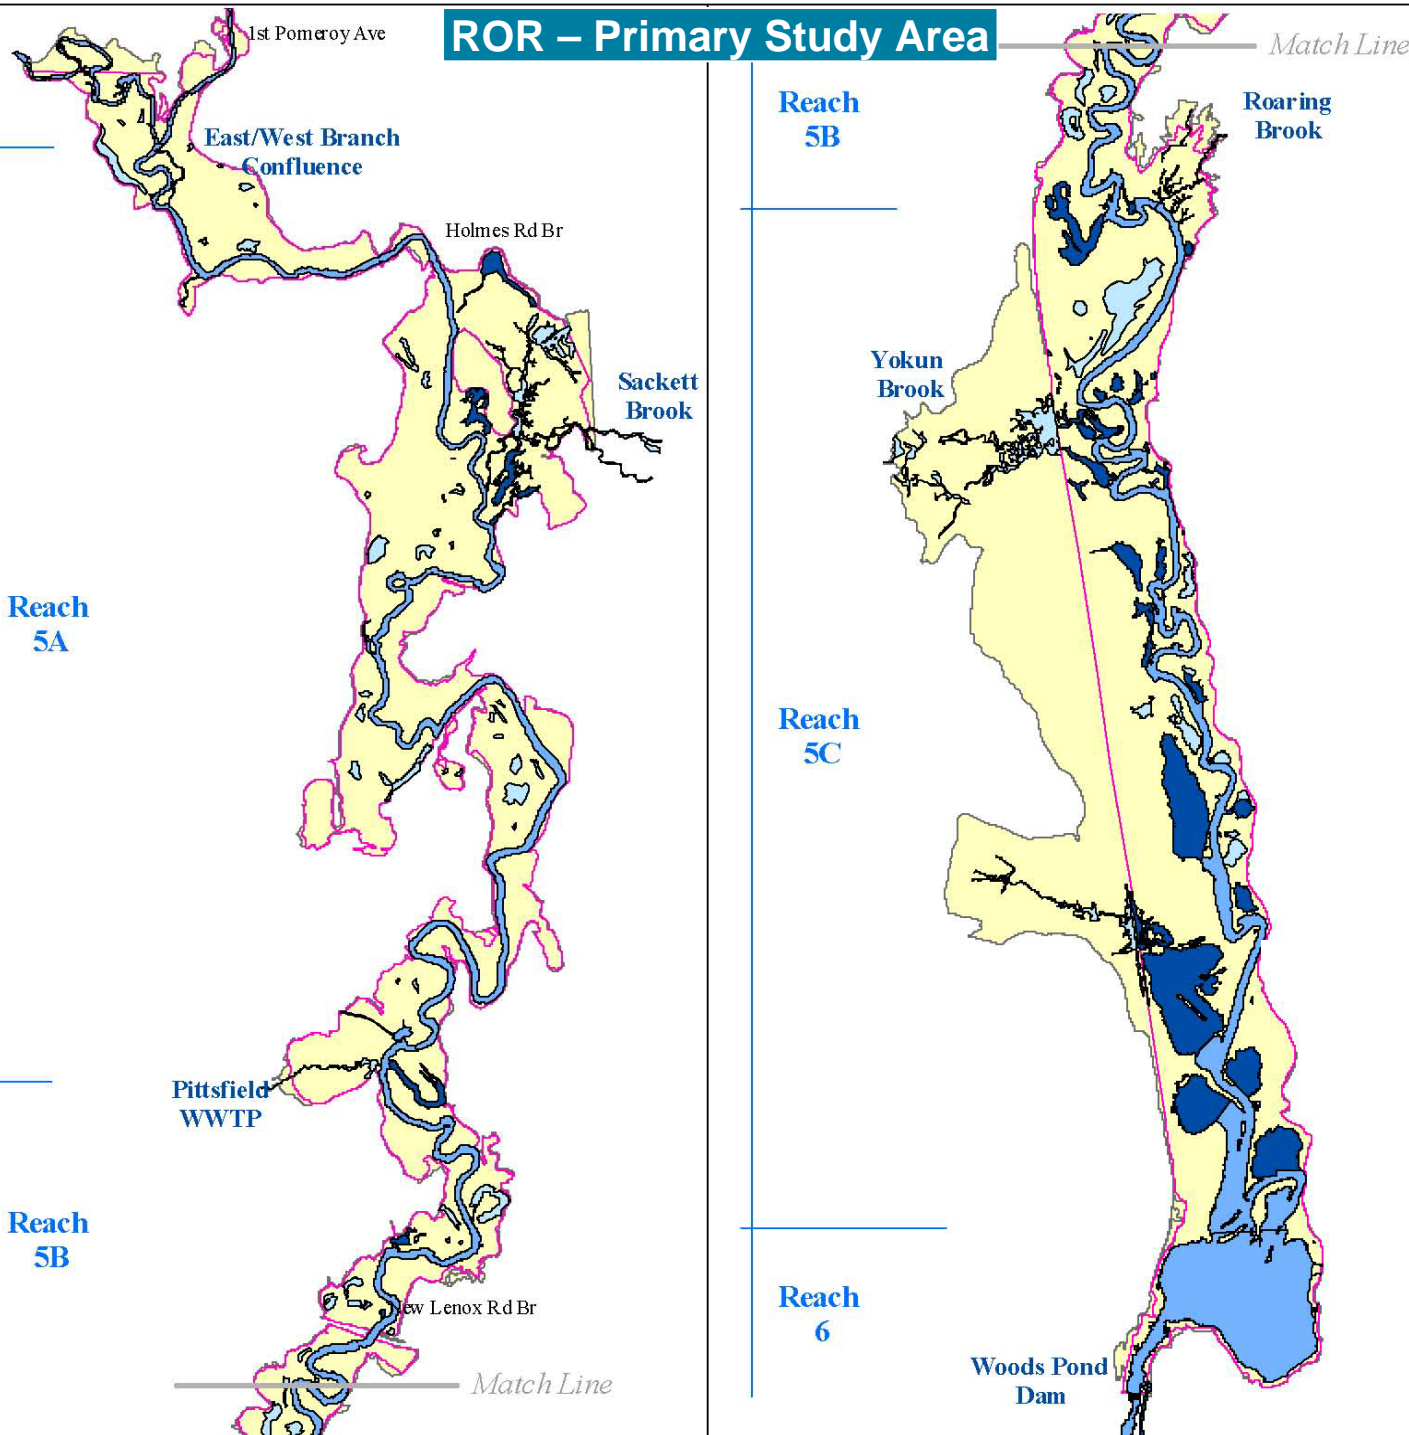 ROR – Primary Study Area
1st Pomeroy Ave
East/West Branch
Confluence
Holmes Rd Br
Sackett
Brook
Reach
5A
Pittsfield
WWTP
Reach
5B
ew Lenox Rd Br
Match Line
Match Line
Reach
5B
Roaring
Brook
Yokun
Brook
Reach
5C
Reach
6
Woods Pond
Dam